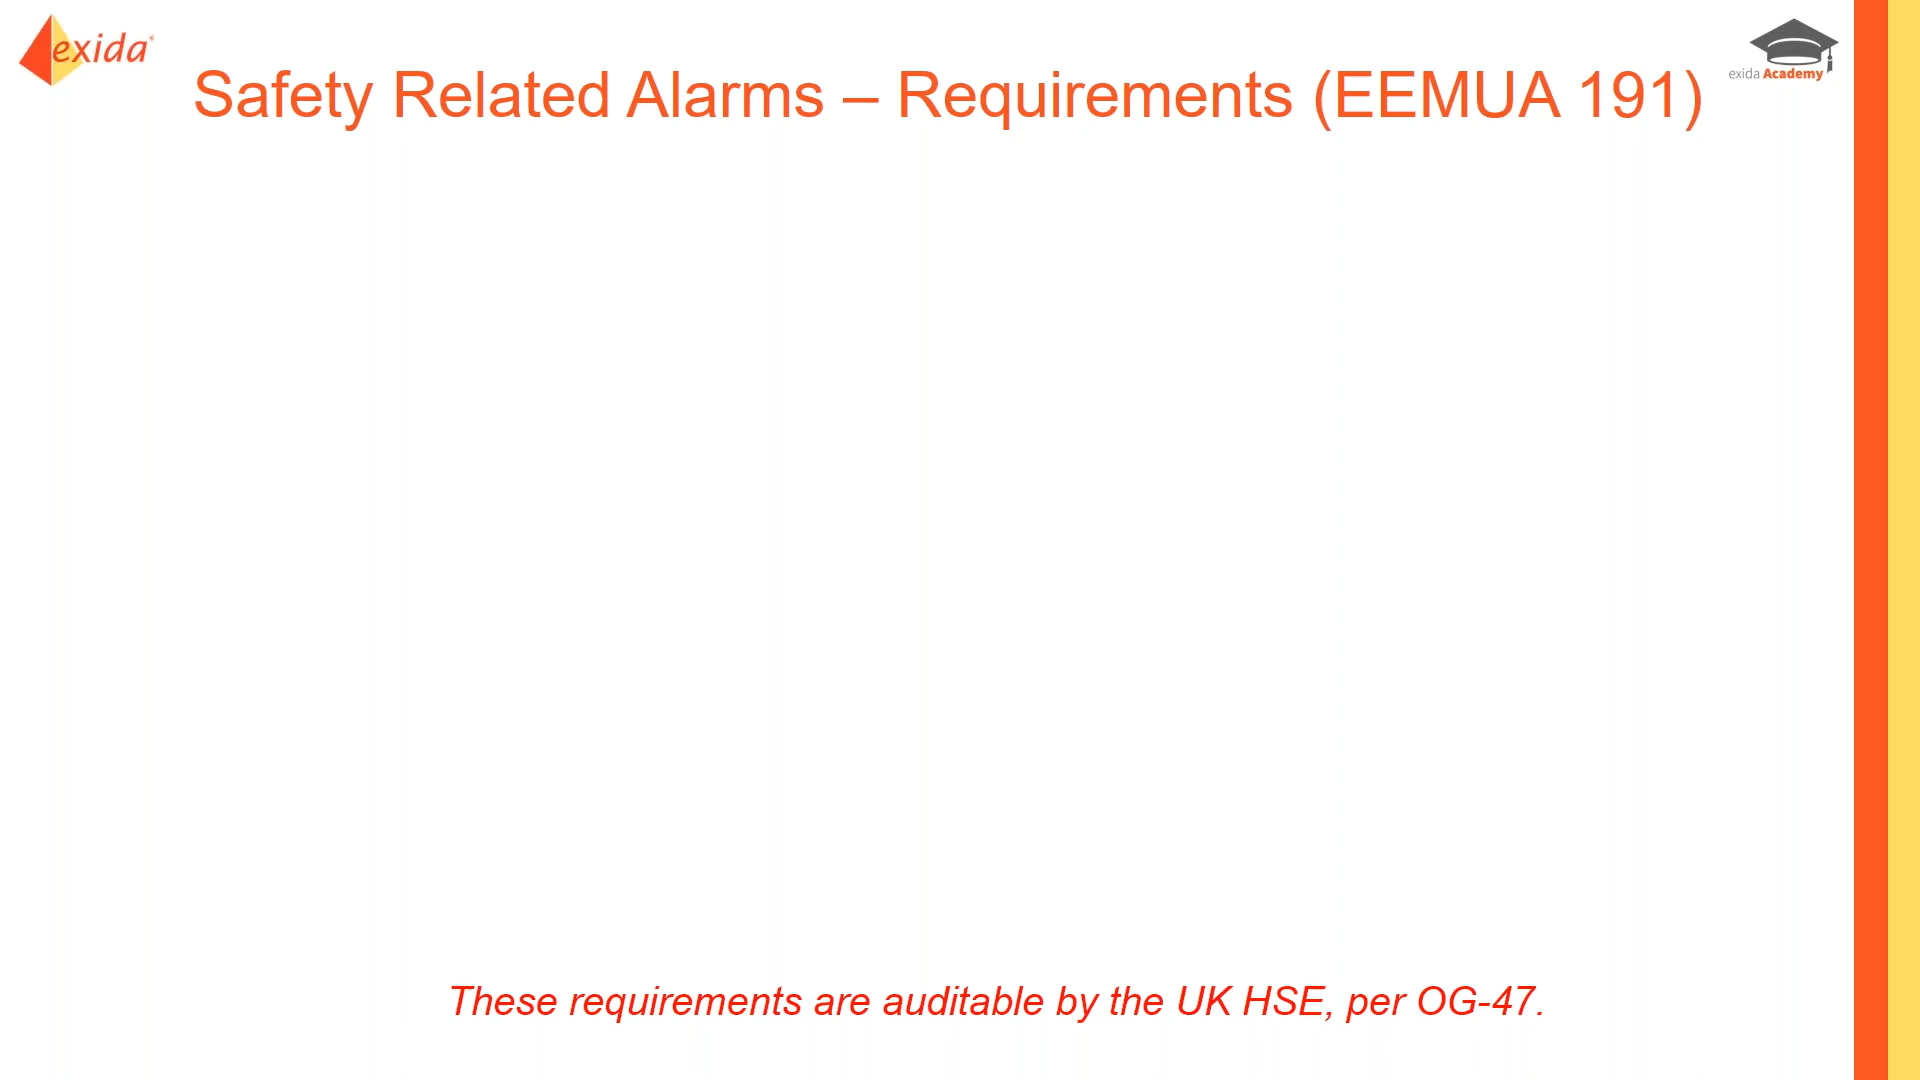 exida
Safety Related Alarms – Requirements (EEMUA 191)
exida Academy
These requirements are auditable by the UK HSE, per OG-47.